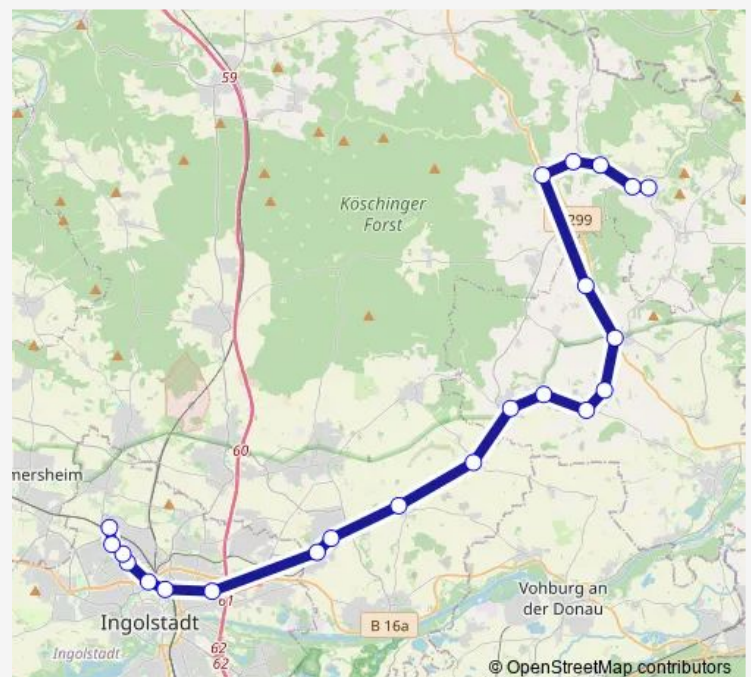 59
Köschinger
Forst
299
60
mersheim
61
Ingolstadt
Vohburg an
der Donau
B 16a
62
62
Ingolstadt
© OpenStreetMap contributors